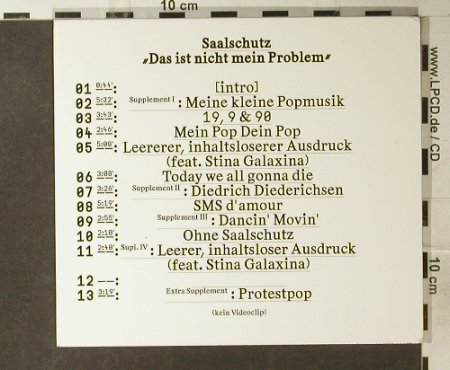 10 cm
Saalschutz
„Das ist nicht mein Problem"
01 0:44': [intro]
02 5:32': Supplement I : Meine kleine Popmusik
03 3:43': 19, 9 & 90
04 2:46': Mein Pop Dein Pop
05 5:08': Leererer, inhaltsloserer Ausdruck
(feat. Stina Galaxina)
06 3:08': Today we all gonna die
07 3:26': Supplement II : Diedrich Diederichsen
08 5:19': SMS d'amour
09 2:55': Supplement III : Dancin' Movin'
10 2:18': Ohne Saalschutz
11 2:48': Supl. IV : Leerer, inhaltsloser Ausdruck
(feat. Stina Galaxina)
12 --:
13 3:19': Extra Supplement : Protestpop
(kein Videoclip)
www.LPCD.de / CD
10 cm